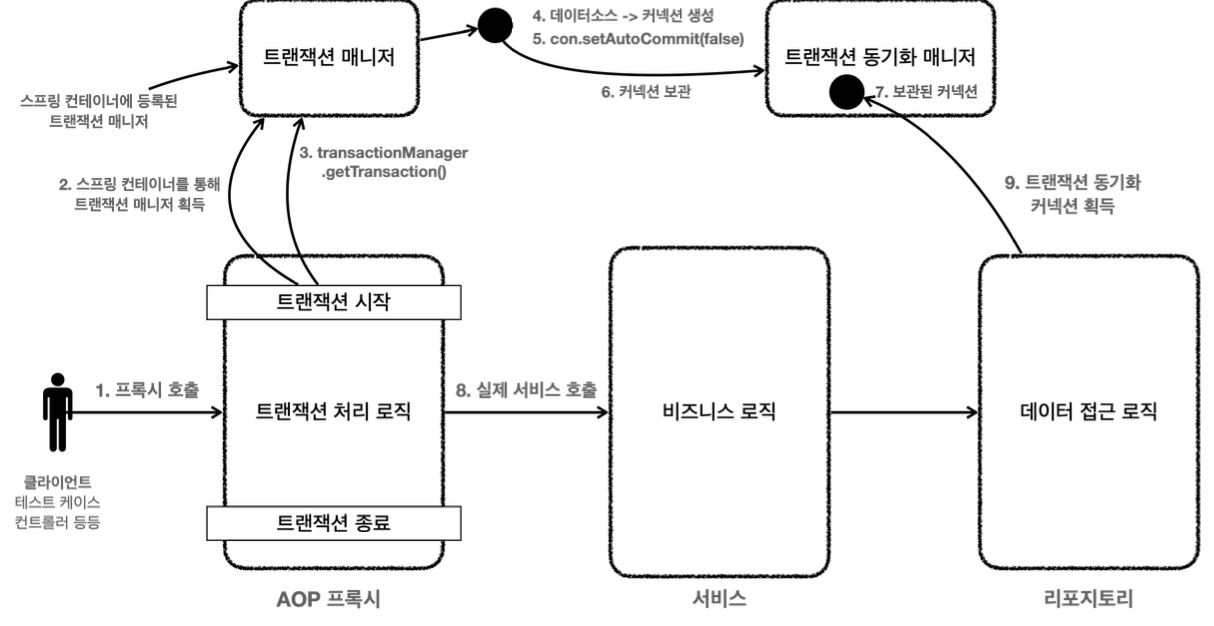 트랜잭션 매니저
4. 데이터소스 -> 커넥션 생성
5. con.setAutoCommit(false)
트랜잭션 동기화 매니저
6. 커넥션 보관
7. 보관된 커넥션
스프링 컨테이너에 등록된
트랜잭션 매니저
3. transactionManager
.getTransaction()
2. 스프링 컨테이너를 통해
트랜잭션 매니저 획득
9. 트랜잭션 동기화
커넥션 획득
트랜잭션 시작
1. 프록시 호출
트랜잭션 처리 로직
8. 실제 서비스 호출
비즈니스 로직
데이터 접근 로직
클라이언트
테스트 케이스
컨트롤러 등등
트랜잭션 종료
AOP 프록시
서비스
리포지토리